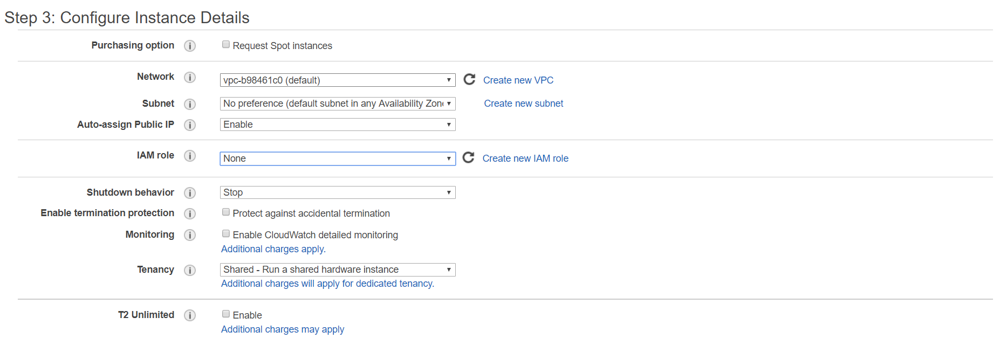 Step 3: Configure Instance Details
Purchasing option i Request Spot instances
Network i vpc-b98461c0 (default) Create new VPC
Subnet i No preference (default subnet in any Availability Zon Create new subnet
Auto-assign Public IP i Enable
IAM role i None Create new IAM role
Shutdown behavior i Stop
Enable termination protection i Protect against accidental termination
Monitoring i Enable CloudWatch detailed monitoring
Additional charges apply.
Tenancy i Shared - Run a shared hardware instance
Additional charges will apply for dedicated tenancy.
T2 Unlimited i Enable
Additional charges may apply